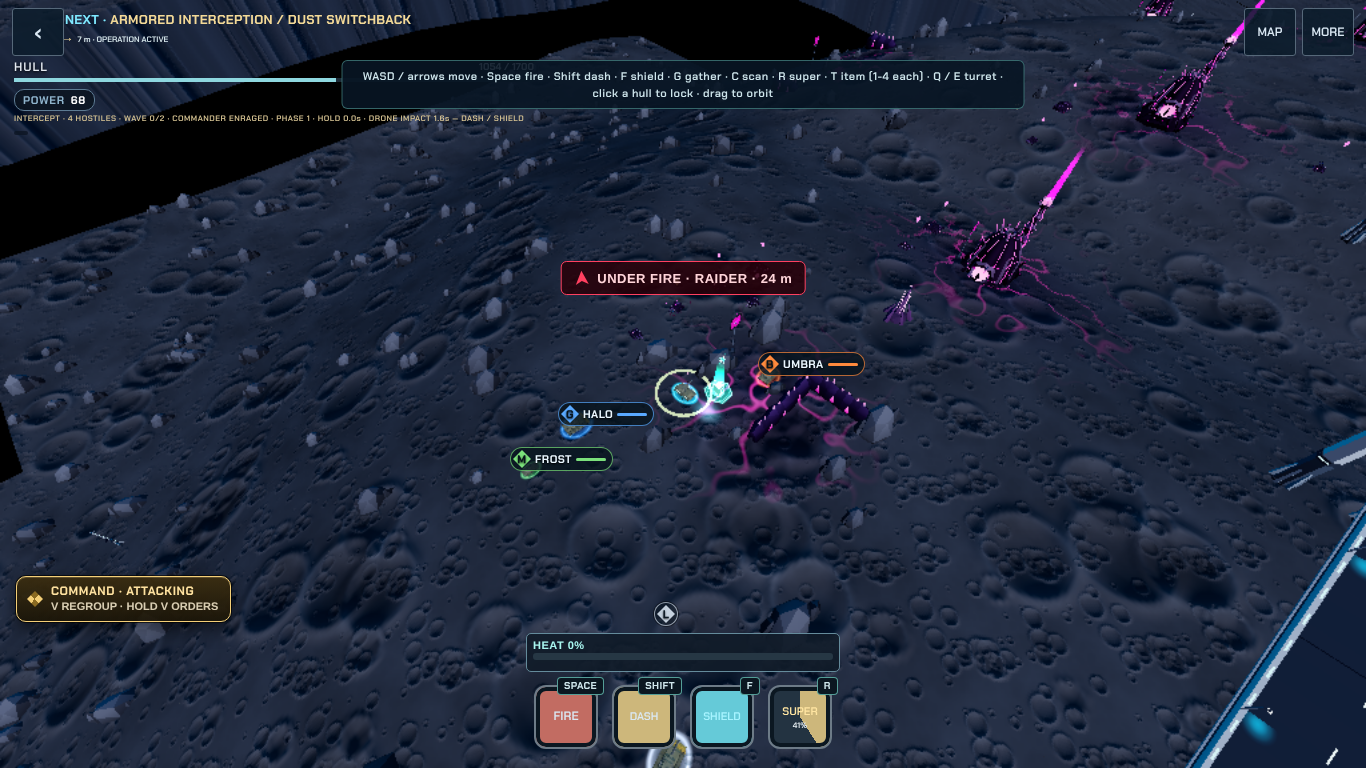 ‹
NEXT · ARMORED INTERCEPTION / DUST SWITCHBACK
→ 7 m · OPERATION ACTIVE
MAP
MORE
HULL
1054 / 1700
WASD / arrows move · Space fire · Shift dash · F shield · G gather · C scan · R super · T item (1-4 each) · Q / E turret ·
click a hull to lock · drag to orbit
POWER 68
INTERCEPT · 4 HOSTILES · WAVE 0/2 · COMMANDER ENRAGED · PHASE 1 · HOLD 0.0s · DRONE IMPACT 1.6s — DASH / SHIELD
UNDER FIRE · RAIDER · 24 m
B UMBRA
G HALO
M FROST
COMMAND · ATTACKING
V REGROUP · HOLD V ORDERS
L
HEAT 0%
SPACE
SHIFT
F
R
FIRE
DASH
SHIELD
SUPER
41%